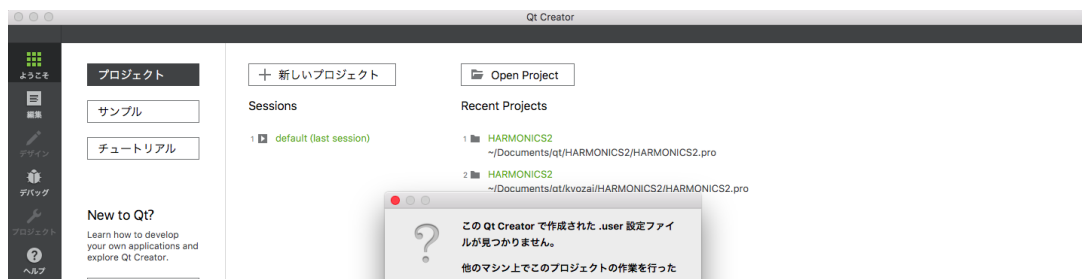 Qt Creator
ようこそ
編集
デザイン
デバッグ
プロジェクト
ヘルプ
プロジェクト
サンプル
チュートリアル
New to Qt?
Learn how to develop
your own applications and
explore Qt Creator.
+ 新しいプロジェクト
Sessions
1 default (last session)
Open Project
Recent Projects
1 HARMONICS2
~/Documents/qt/HARMONICS2/HARMONICS2.pro
2 HARMONICS2
~/Documents/qt/kyozai/HARMONICS2/HARMONICS2.pro
この Qt Creator で作成された .user 設定ファイ
ルが見つかりません。
他のマシン上でこのプロジェクトの作業を行った